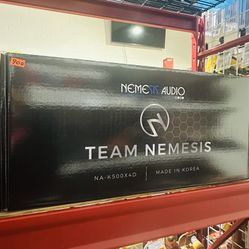 NEMESIS AUDIO
TEAM NEMESIS
NA-K500X4D
MADE IN KOREA